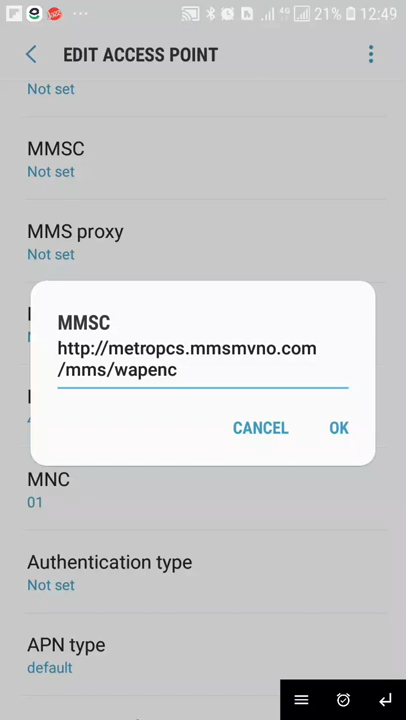 4G
21%
12:49
EDIT ACCESS POINT
Not set
MMSC
Not set
MMS proxy
Not set
MMSC
http://metropcs.mmsmvno.com
/mms/wapenc
CANCEL
OK
MNC
01
Authentication type
Not set
APN type
default